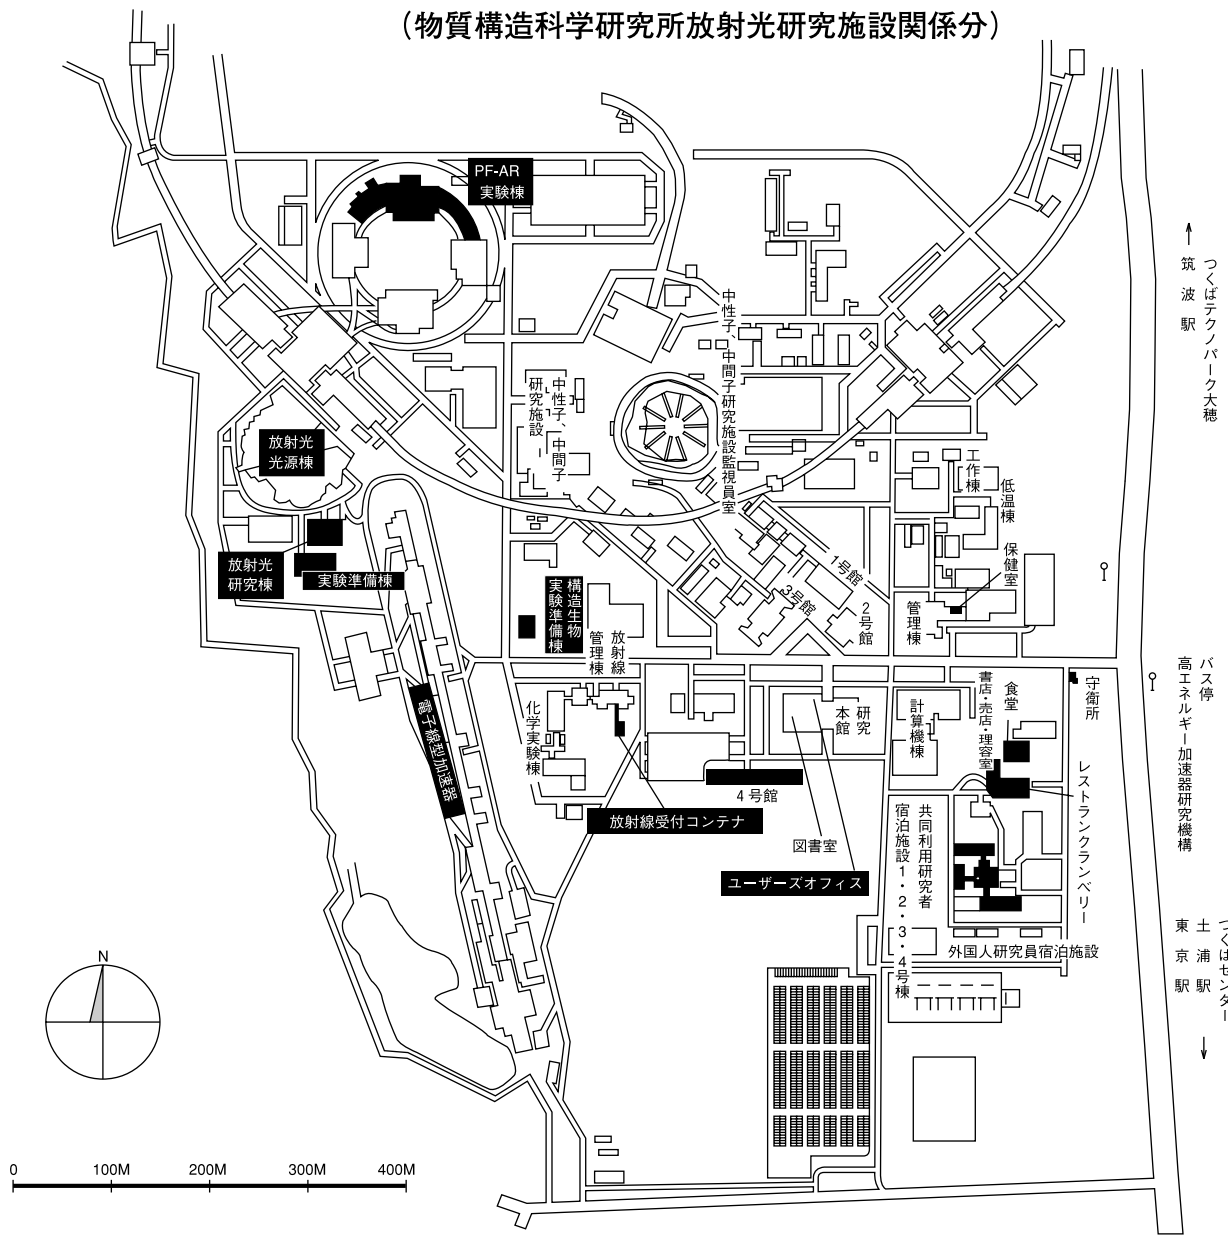 （物質構造科学研究所放射光研究施設関係分）
PF-AR
実験棟
つくばテクノパーク大穂
筑波駅
中性子、中間子研究施設監視員室
中性子、中間子
研究施設
放射光
光源棟
工作棟
低温棟
保健室
放射光
研究棟
実験準備棟
構造生物
実験準備棟
放射線
管理棟
1号館
3号館
2号館
管理棟
バス停
高エネルギー加速器研究機構
電子線型加速器
化学実験棟
研究
本館
計算機棟
書店・売店・理容室
食堂
守衛所
レストランクランベリー
4号館
放射線受付コンテナ
図書室
ユーザーズオフィス
共同利用研究者
宿泊施設1・2・3・4号棟
外国人研究員宿泊施設
つくばセンター
土浦駅
東京駅
N
0 100M 200M 300M 400M